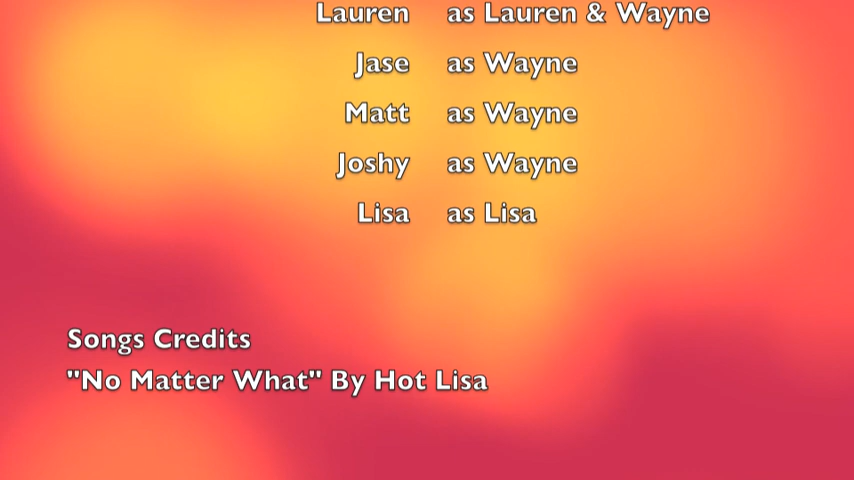 Lauren as Lauren & Wayne
Jase as Wayne
Matt as Wayne
Joshy as Wayne
Lisa as Lisa
Songs Credits
"No Matter What" By Hot Lisa